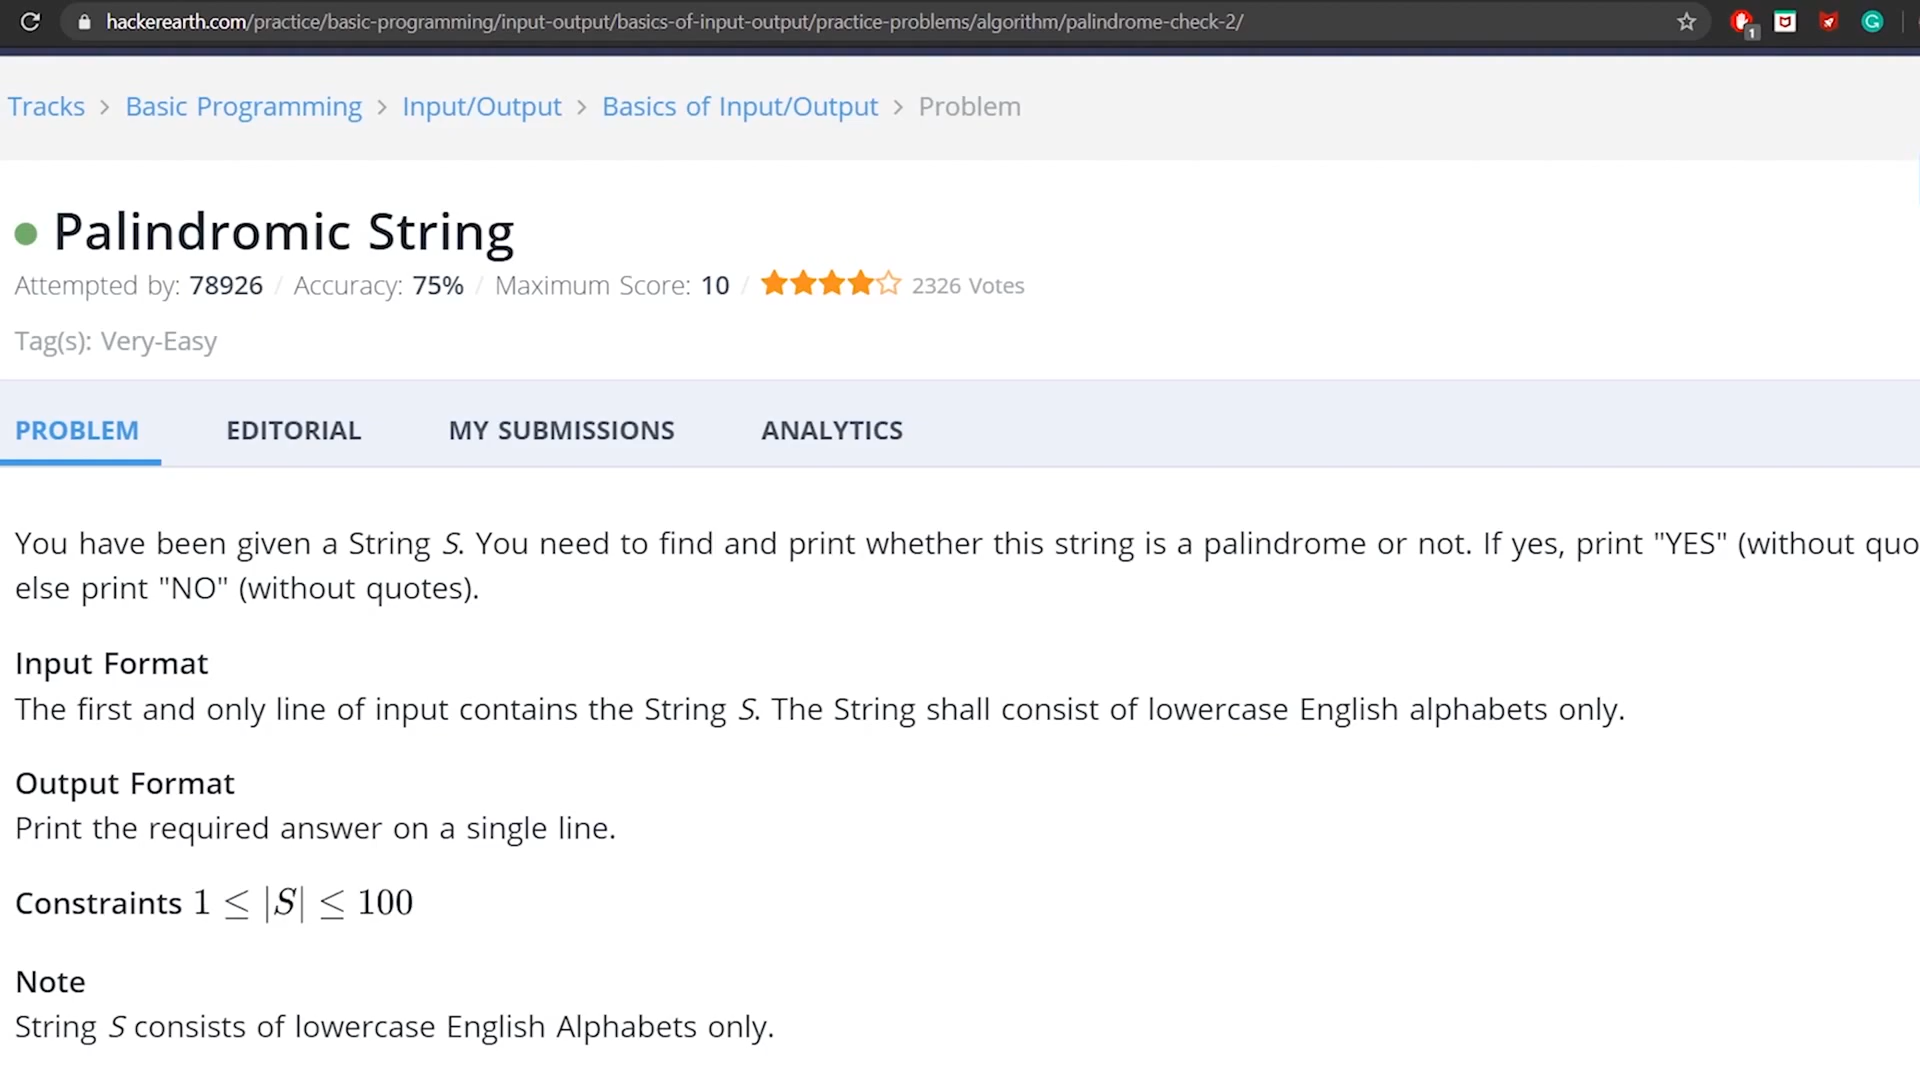 hackerearth.com/practice/basic-programming/input-output/basics-of-input-output/practice-problems/algorithm/palindrome-check-2/
1
Tracks > Basic Programming > Input/Output > Basics of Input/Output > Problem
Palindromic String
Attempted by: 78926 / Accuracy: 75% / Maximum Score: 10 / 2326 Votes
Tag(s): Very-Easy
PROBLEM EDITORIAL MY SUBMISSIONS ANALYTICS
You have been given a String S. You need to find and print whether this string is a palindrome or not. If yes, print "YES" (without quo
else print "NO" (without quotes).
Input Format
The first and only line of input contains the String S. The String shall consist of lowercase English alphabets only.
Output Format
Print the required answer on a single line.
Constraints 1 ≤ |S| ≤ 100
Note
String S consists of lowercase English Alphabets only.